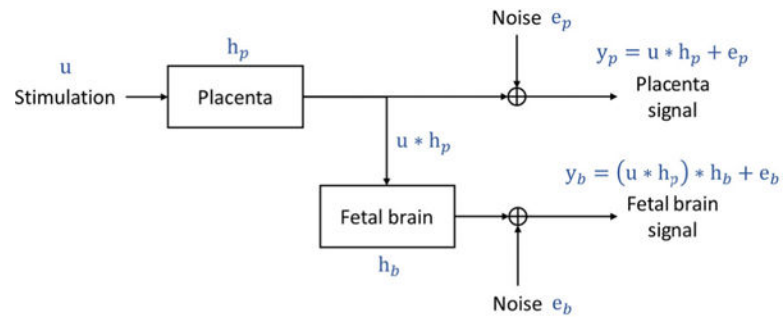 Noise e_p
h_p
y_p = u * h_p + e_p
u
Stimulation
Placenta
Placenta
signal
u * h_p
y_b = (u * h_p) * h_b + e_b
Fetal brain
Fetal brain
signal
h_b
Noise e_b